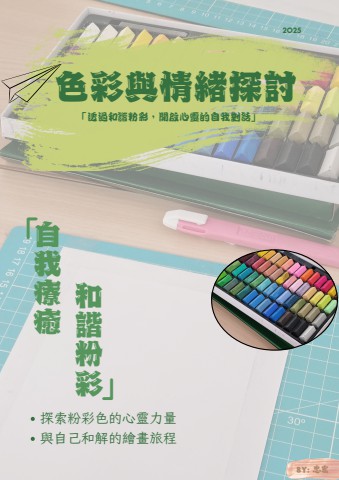 2025
色彩與情緒探討
「透過和諧粉彩，開啟心靈的自我對話」
「自我療癒
和諧粉彩」
• 探索粉彩色的心靈力量
• 與自己和解的繪畫旅程
30°
BY: